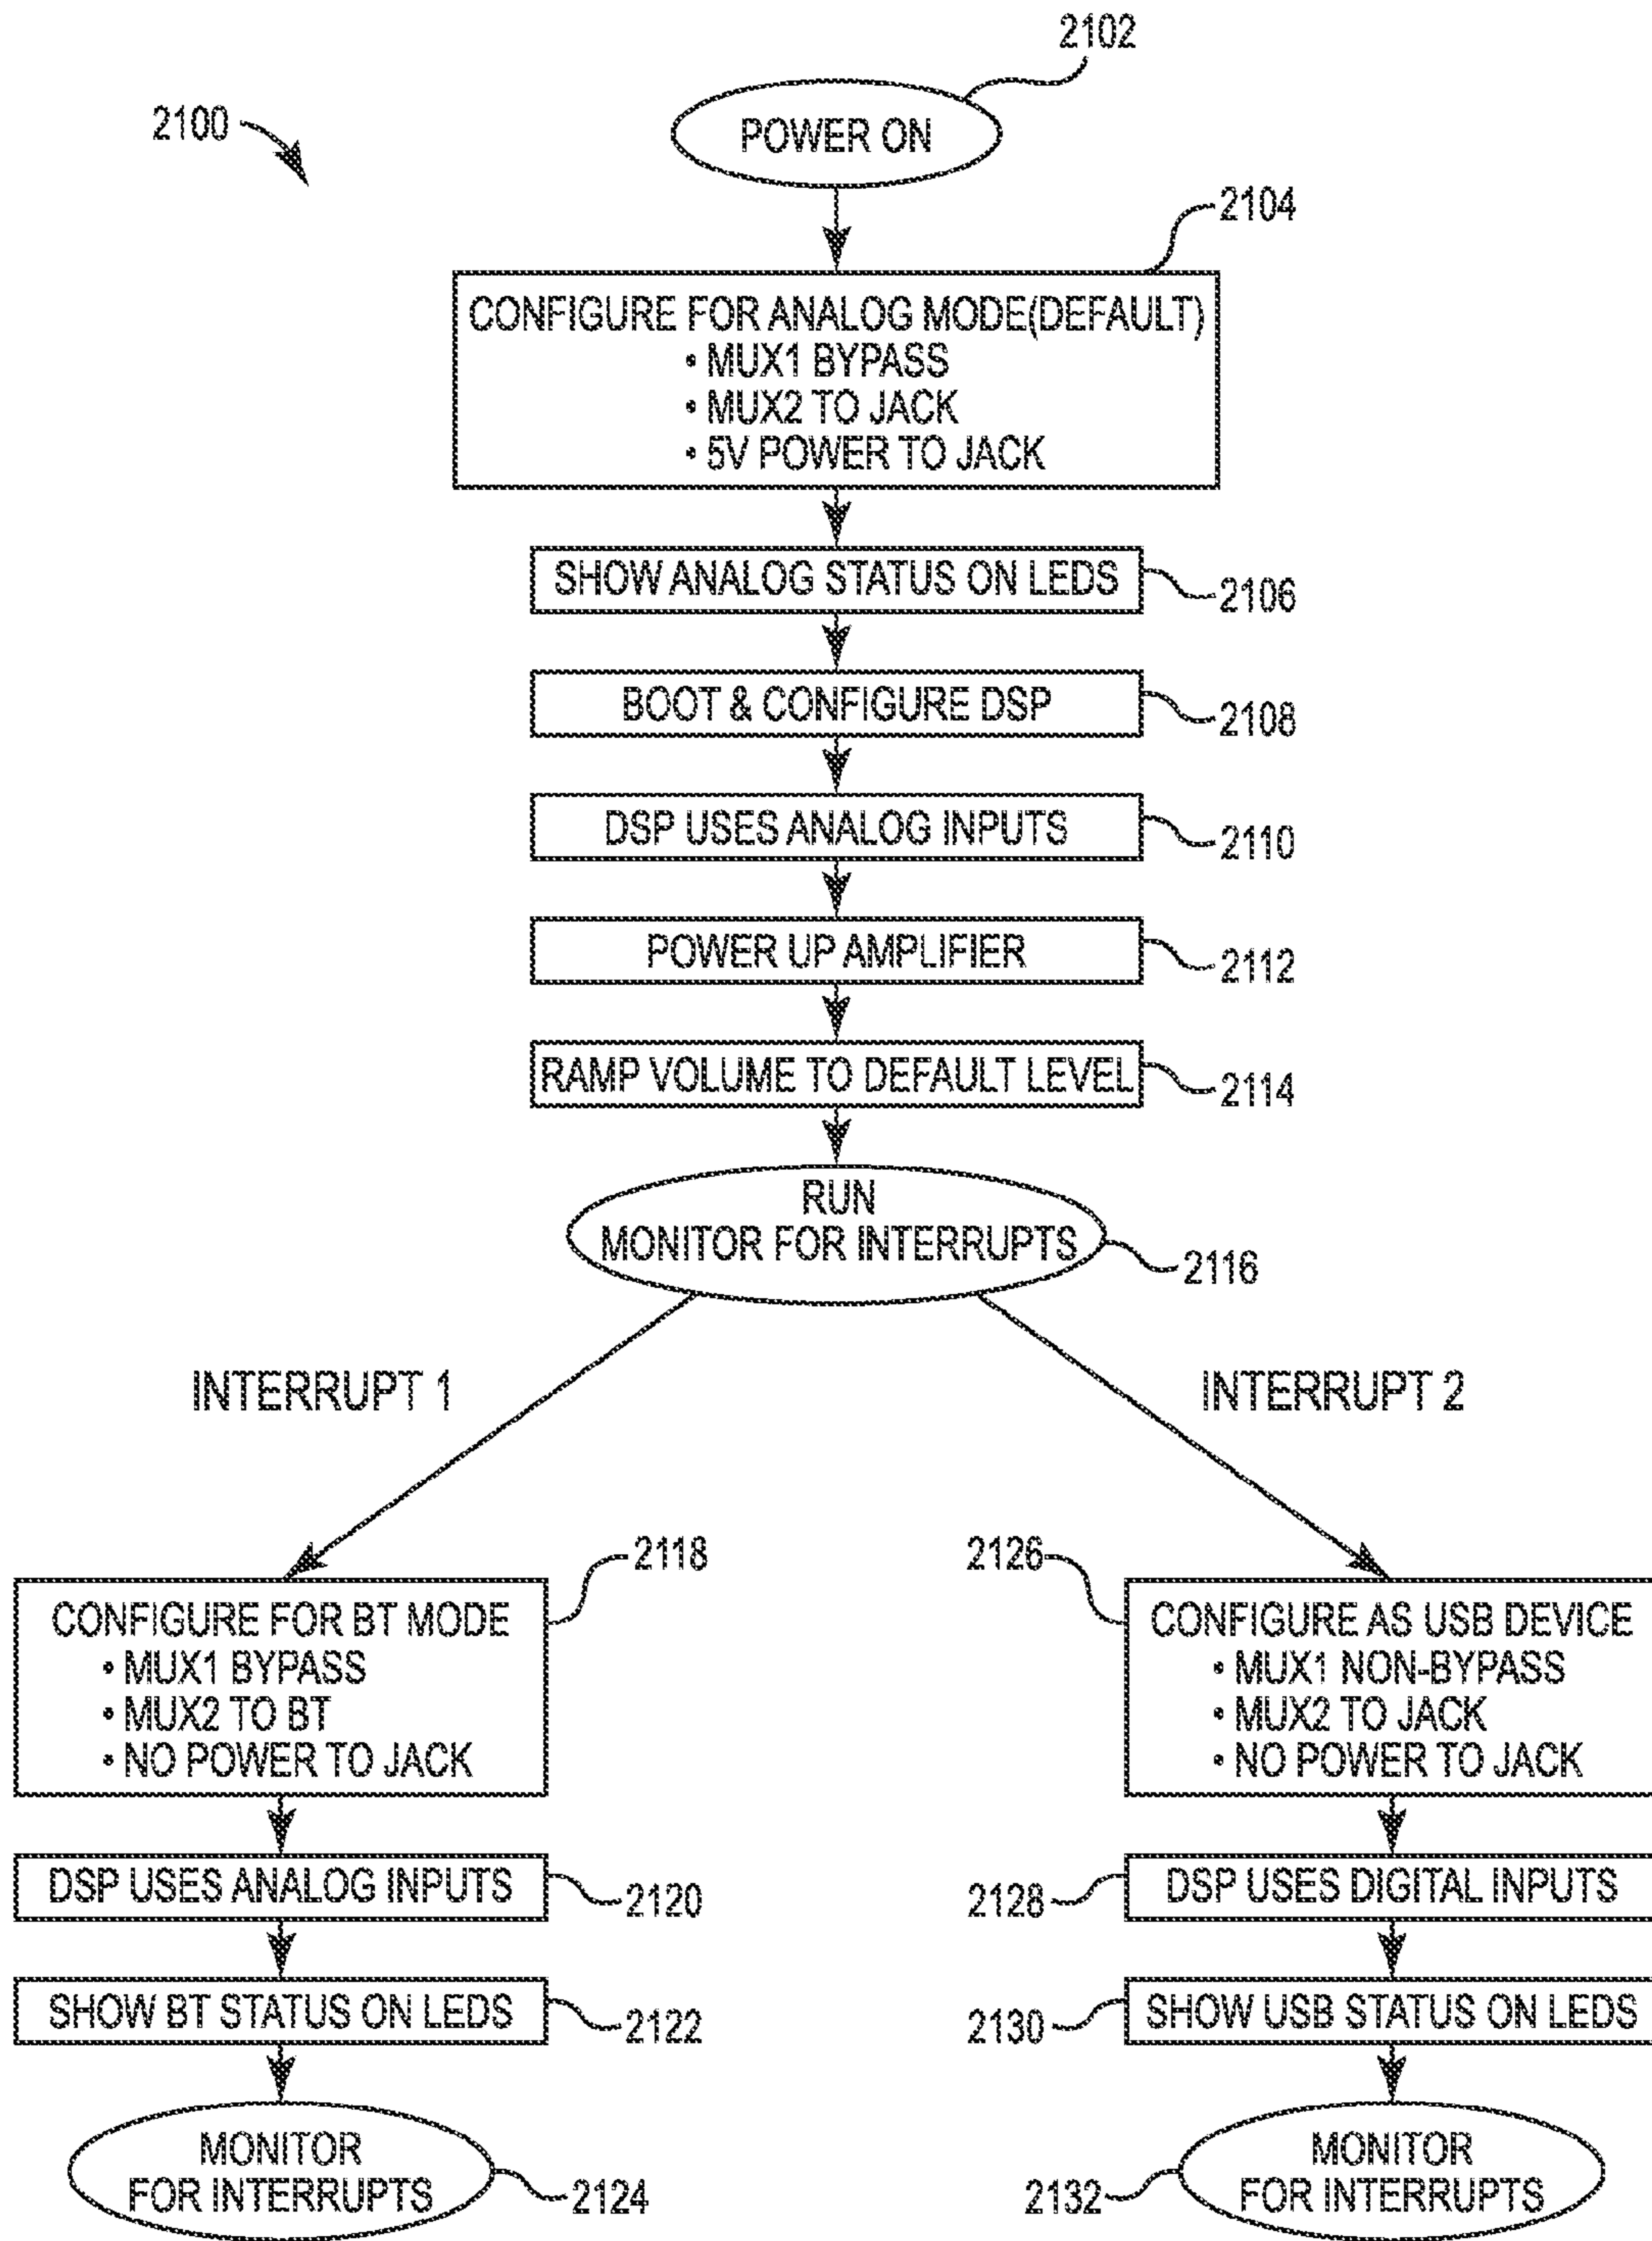 2102
2100
POWER ON
2104
CONFIGURE FOR ANALOG MODE(DEFAULT)
• MUX1 BYPASS
• MUX2 TO JACK
• 5V POWER TO JACK
SHOW ANALOG STATUS ON LEDS
2106
BOOT & CONFIGURE DSP
2108
DSP USES ANALOG INPUTS
2110
POWER UP AMPLIFIER
2112
RAMP VOLUME TO DEFAULT LEVEL
2114
RUN
MONITOR FOR INTERRUPTS
2116
INTERRUPT 1
INTERRUPT 2
2118
CONFIGURE FOR BT MODE
• MUX1 BYPASS
• MUX2 TO BT
• NO POWER TO JACK
DSP USES ANALOG INPUTS
2120
SHOW BT STATUS ON LEDS
2122
MONITOR
FOR INTERRUPTS
2124
2126
CONFIGURE AS USB DEVICE
• MUX1 NON-BYPASS
• MUX2 TO JACK
• NO POWER TO JACK
2128
DSP USES DIGITAL INPUTS
2130
SHOW USB STATUS ON LEDS
2132
MONITOR
FOR INTERRUPTS